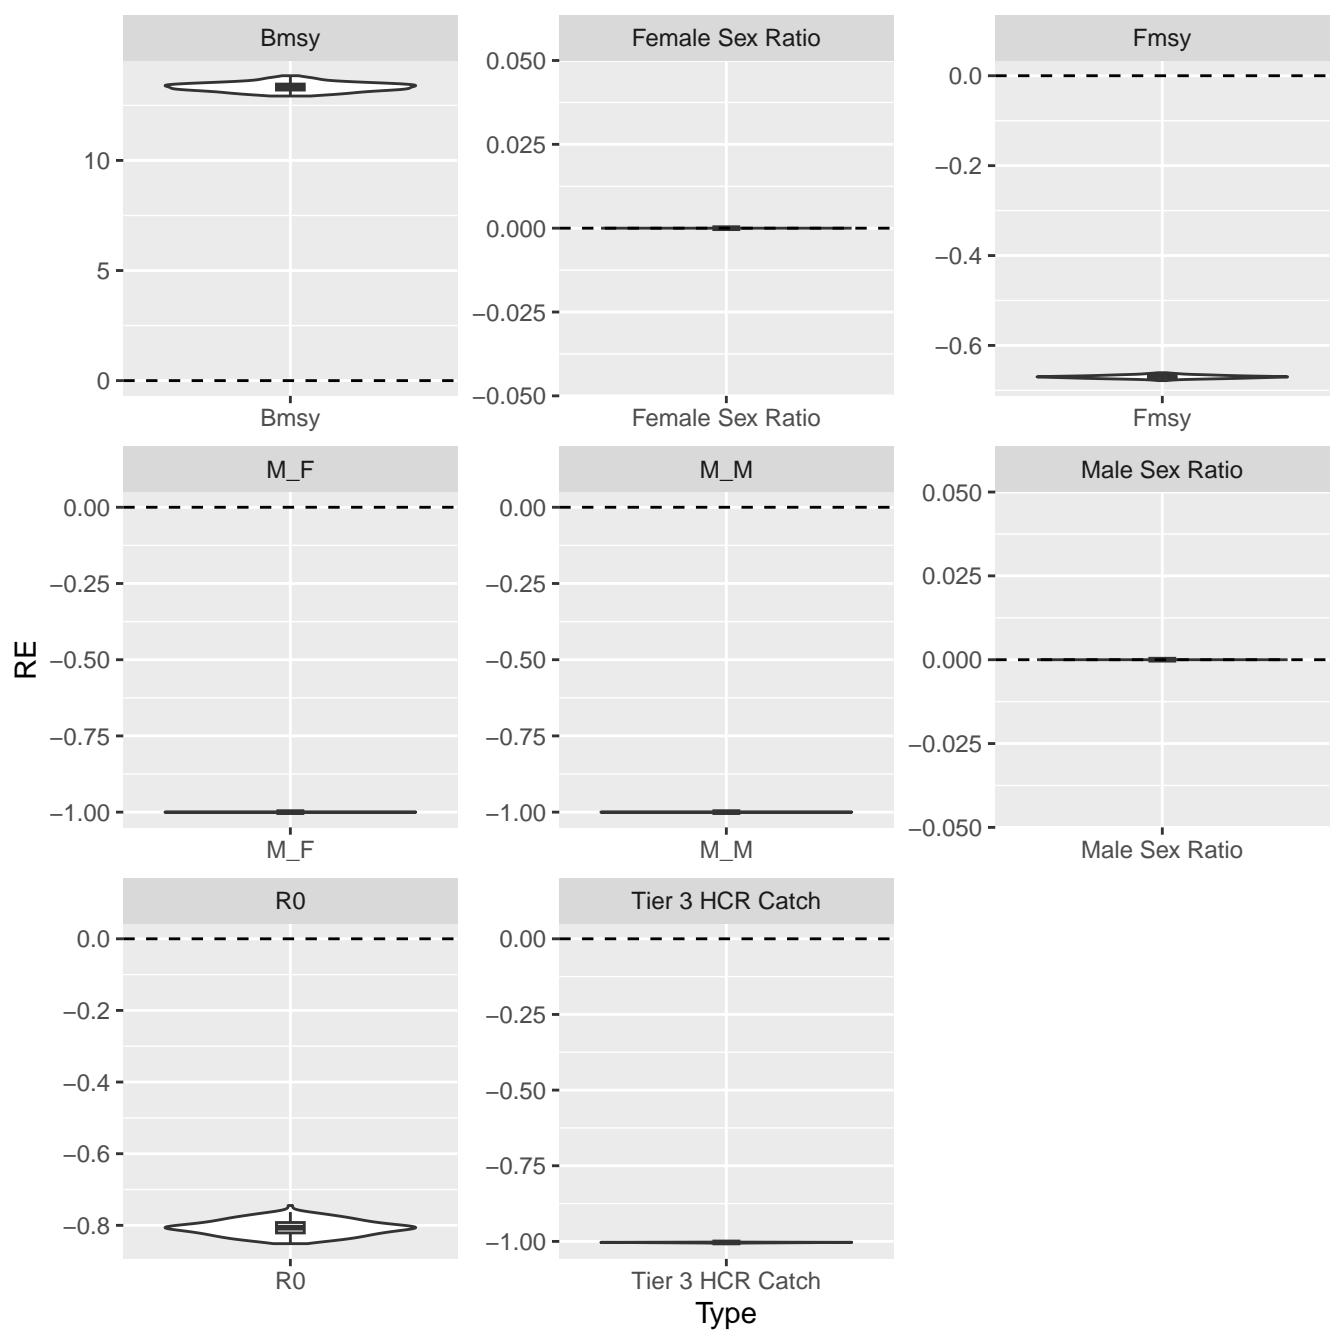 Bmsy
Female Sex Ratio
Fmsy
10
5
0
0.050
0.025
0.000
−0.025
−0.050
0.0
−0.2
−0.4
−0.6
Bmsy
Female Sex Ratio
Fmsy
M_F
M_M
Male Sex Ratio
RE
0.00
−0.25
−0.50
−0.75
−1.00
0.00
−0.25
−0.50
−0.75
−1.00
0.050
0.025
0.000
−0.025
−0.050
M_F
M_M
Male Sex Ratio
R0
Tier 3 HCR Catch
0.0
−0.2
−0.4
−0.6
−0.8
0.00
−0.25
−0.50
−0.75
−1.00
R0
Tier 3 HCR Catch
Type